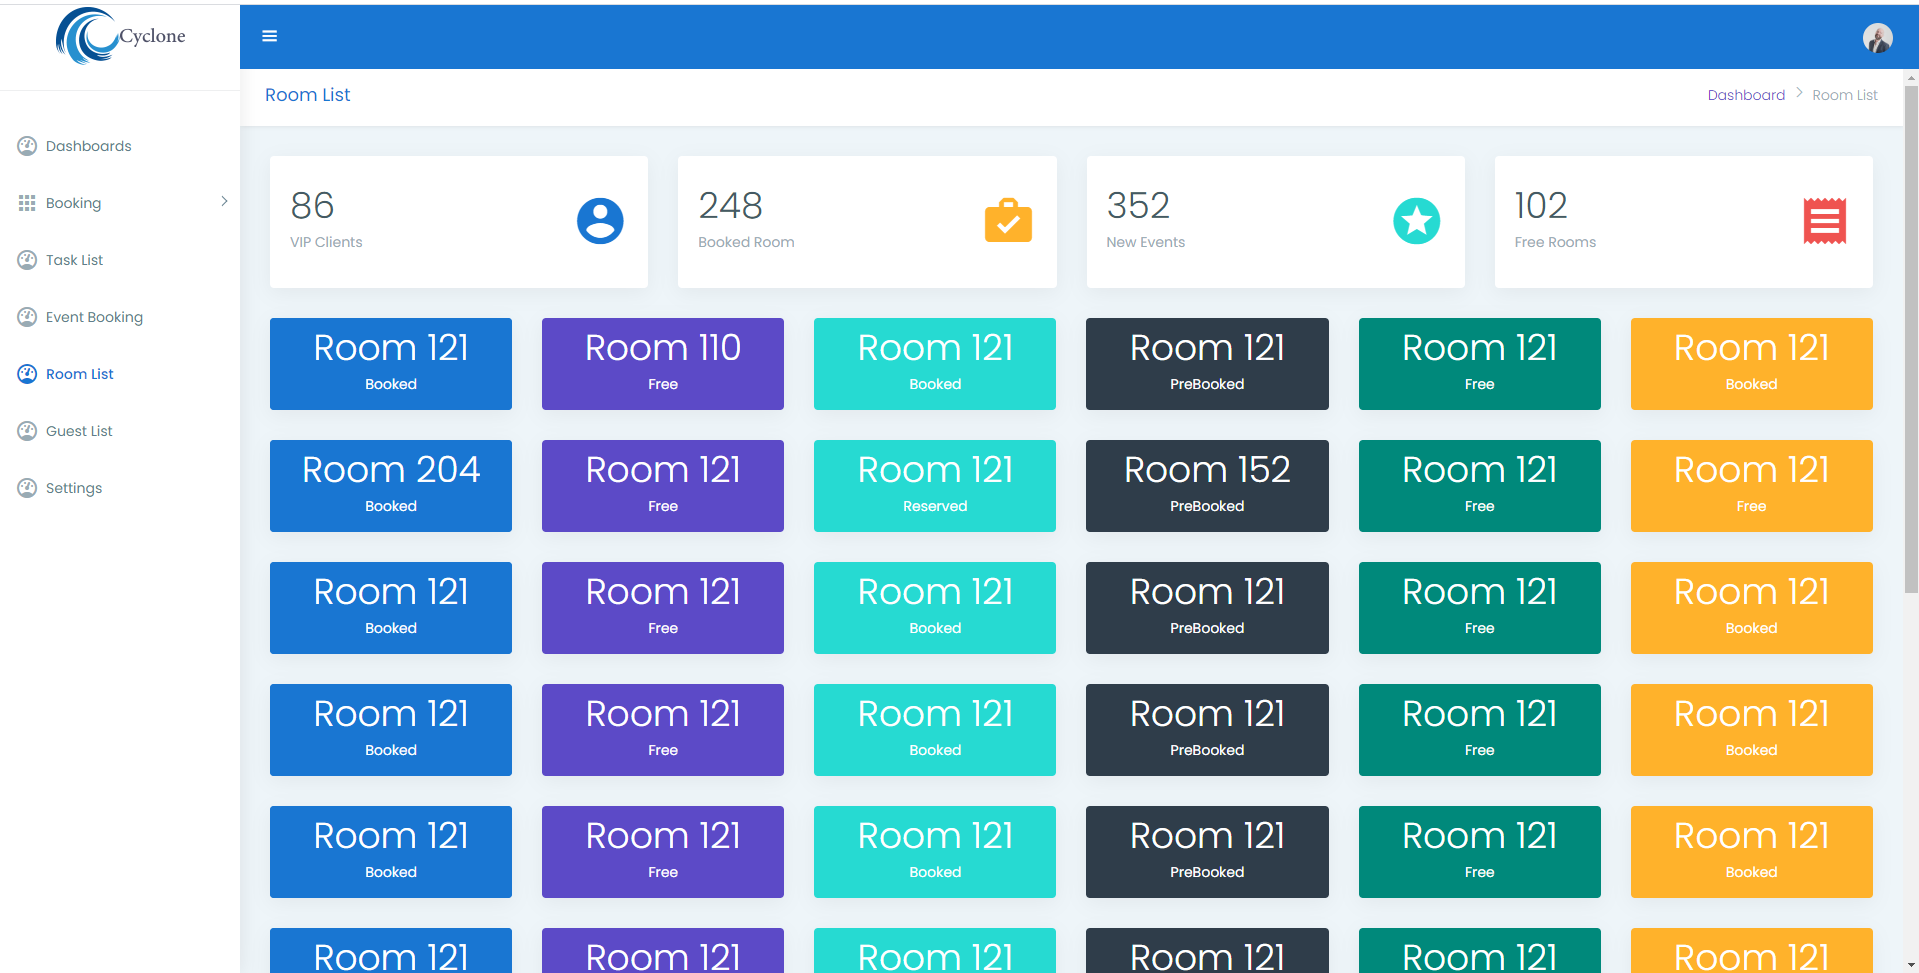 Cyclone
Room List
Dashboard > Room List
Dashboards
Booking
Task List
Event Booking
Room List
Guest List
Settings
86
VIP Clients
248
Booked Room
352
New Events
102
Free Rooms
Room 121
Booked
Room 110
Free
Room 121
Booked
Room 121
PreBooked
Room 121
Free
Room 121
Booked
Room 204
Booked
Room 121
Free
Room 121
Reserved
Room 152
PreBooked
Room 121
Free
Room 121
Free
Room 121
Booked
Room 121
Free
Room 121
Booked
Room 121
PreBooked
Room 121
Free
Room 121
Booked
Room 121
Booked
Room 121
Free
Room 121
Booked
Room 121
PreBooked
Room 121
Free
Room 121
Booked
Room 121
Booked
Room 121
Free
Room 121
Booked
Room 121
PreBooked
Room 121
Free
Room 121
Booked
Room 121
Room 121
Room 121
Room 121
Room 121
Room 121